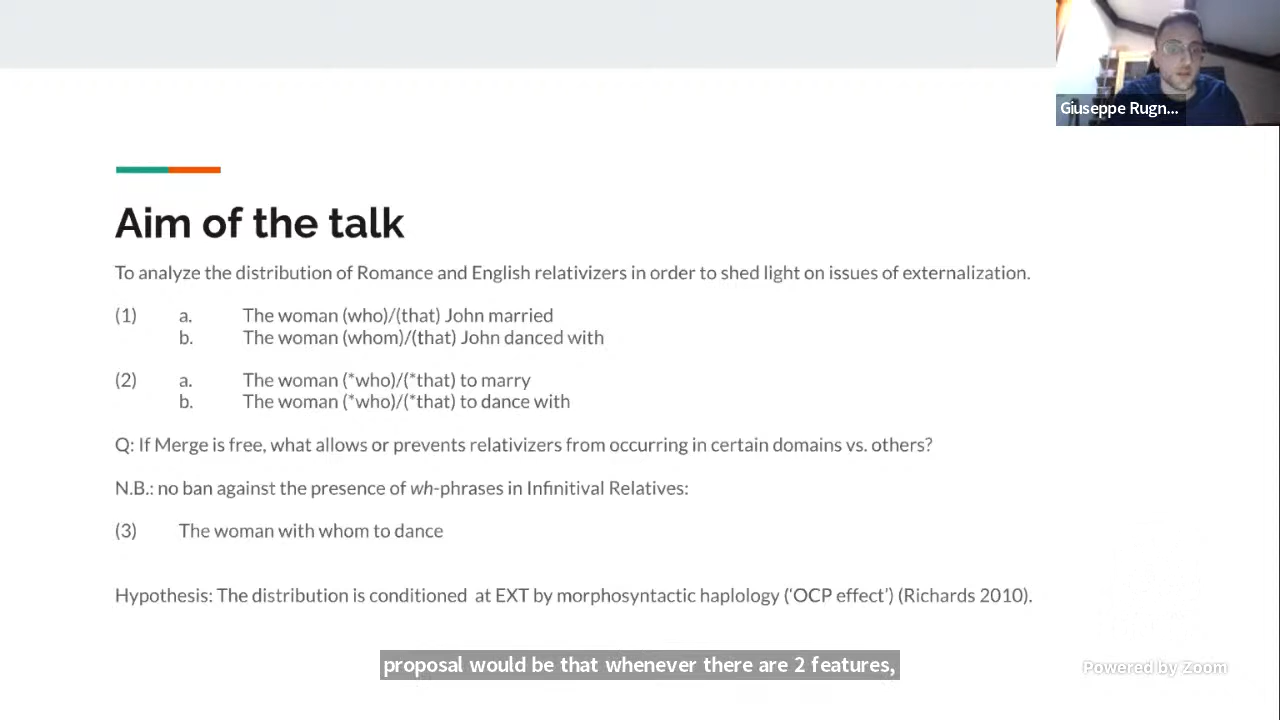 Giuseppe Rugn...
Aim of the talk
To analyze the distribution of Romance and English relativizers in order to shed light on issues of externalization.
(1) a. The woman (who)/(that) John married
b. The woman (whom)/(that) John danced with
(2) a. The woman (*who)/(*that) to marry
b. The woman (*who)/(*that) to dance with
Q: If Merge is free, what allows or prevents relativizers from occurring in certain domains vs. others?
N.B.: no ban against the presence of wh-phrases in Infinitival Relatives:
(3) The woman with whom to dance
Hypothesis: The distribution is conditioned at EXT by morphosyntactic haplology ('OCP effect') (Richards 2010).
proposal would be that whenever there are 2 features,
Powered by Zoom